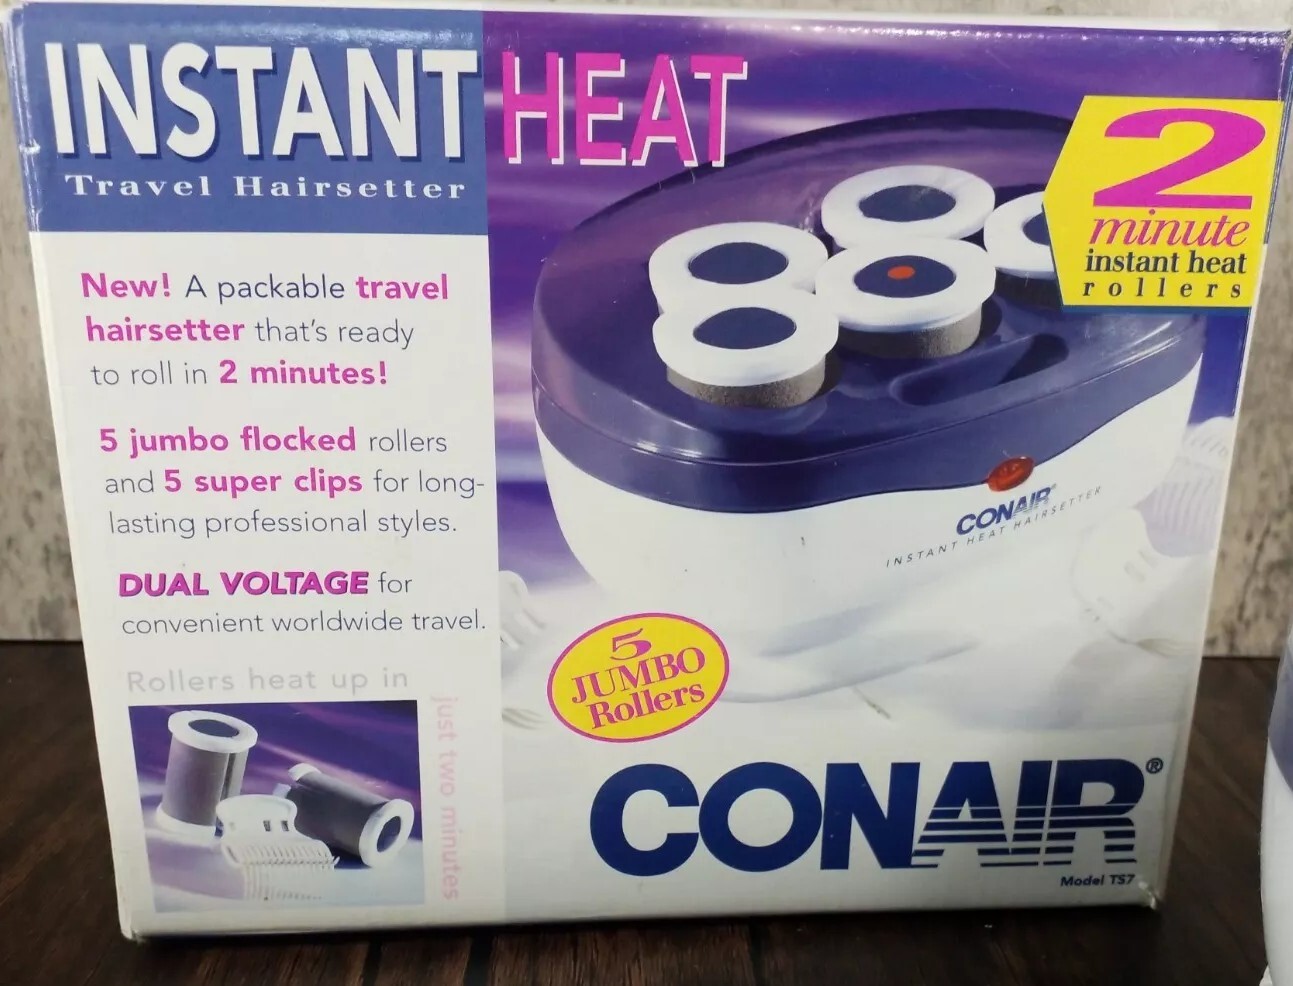 INSTANT HEAT
Travel Hairsetter
New! A packable travel
hairsetter that's ready
to roll in 2 minutes!
5 jumbo flocked rollers
and 5 super clips for long-
lasting professional styles.
DUAL VOLTAGE for
convenient worldwide travel.
Rollers heat up in
just two minutes
2
minute
instant heat
rollers
CONAIR®
INSTANT HEAT HAIRSETTER
5
JUMBO
Rollers
CONAIR®
Model TS7